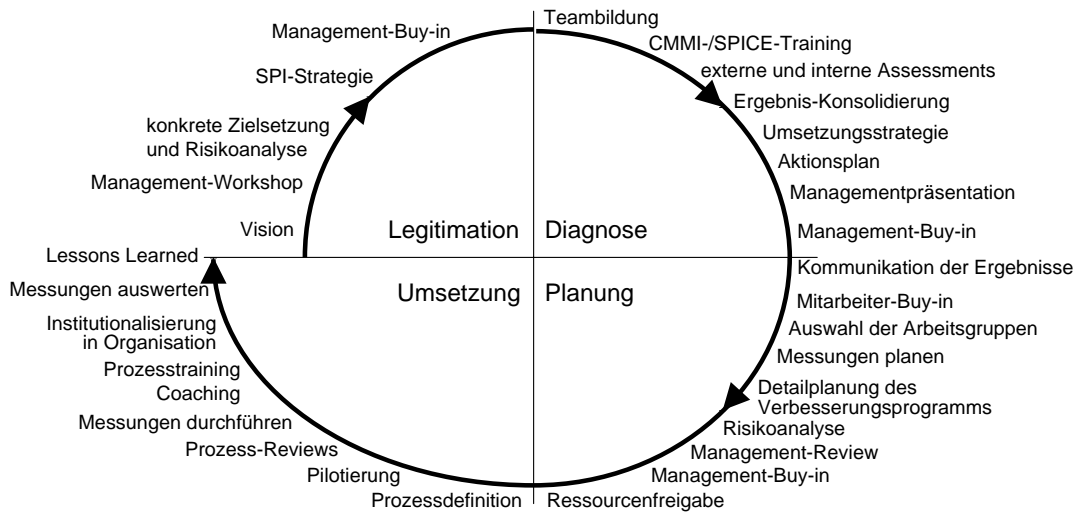 Teambildung
Management-Buy-in
CMMI-/SPICE-Training
externe und interne Assessments
SPI-Strategie
Ergebnis-Konsolidierung
konkrete Zielsetzung
und Risikoanalyse
Umsetzungsstrategie
Aktionsplan
Management-Workshop
Managementpräsentation
Vision
Legitimation
Diagnose
Management-Buy-in
Lessons Learned
Kommunikation der Ergebnisse
Messungen auswerten
Umsetzung
Planung
Mitarbeiter-Buy-in
Institutionalisierung
in Organisation
Auswahl der Arbeitsgruppen
Messungen planen
Prozesstraining
Coaching
Detailplanung des
Verbesserungsprogramms
Messungen durchführen
Risikoanalyse
Prozess-Reviews
Management-Review
Pilotierung
Management-Buy-in
Prozessdefinition
Ressourcenfreigabe